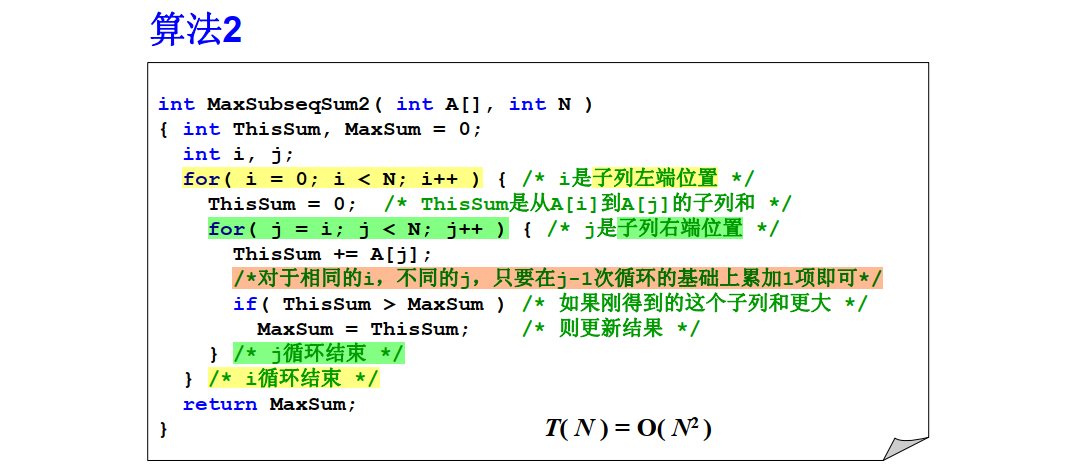 算法2
int MaxSubseqSum2( int A[], int N )
{ int ThisSum, MaxSum = 0;
int i, j;
for( i = 0; i < N; i++ ) { /* i是子列左端位置 */
ThisSum = 0; /* ThisSum是从A[i]到A[j]的子列和 */
for( j = i; j < N; j++ ) { /* j是子列右端位置 */
ThisSum += A[j];
/*对于相同的i，不同的j，只要在j-1次循环的基础上累加1项即可*/
if( ThisSum > MaxSum ) /* 如果刚得到的这个子列和更大 */
MaxSum = ThisSum; /* 则更新结果 */
} /* j循环结束 */
} /* i循环结束 */
return MaxSum;
}
T( N ) = O( N² )